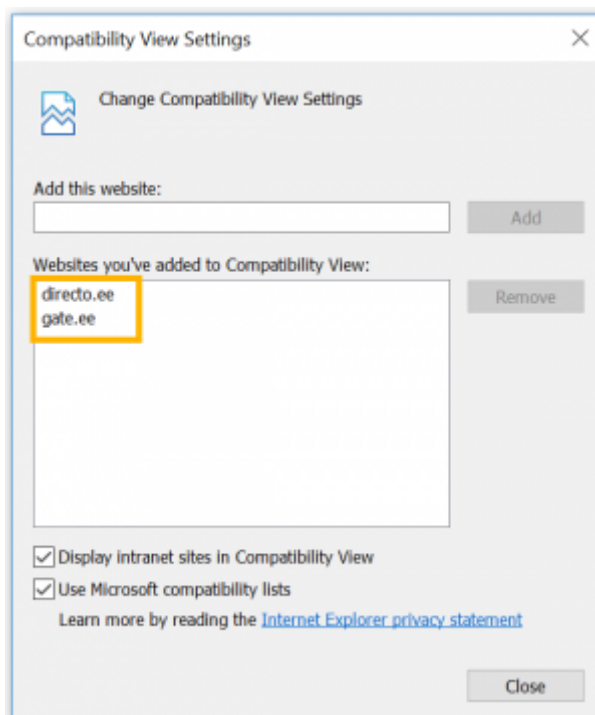 Compatibility View Settings
Change Compatibility View Settings
Add this website:
Add
Websites you've added to Compatibility View:
directo.ee
gate.ee
Remove
Display intranet sites in Compatibility View
Use Microsoft compatibility lists
Learn more by reading the Internet Explorer privacy statement
Close